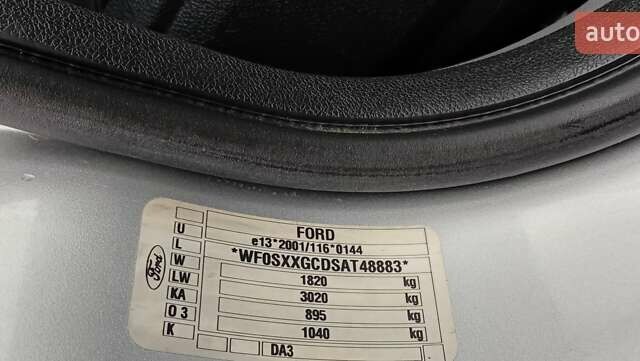 auto
FORD
e13*2001/116*0144
*WF0SXXGCDSAT48883*
U
L
W
LW
KA
O 3
K
Ford
1820 kg
3020 kg
895 kg
1040 kg
DA3